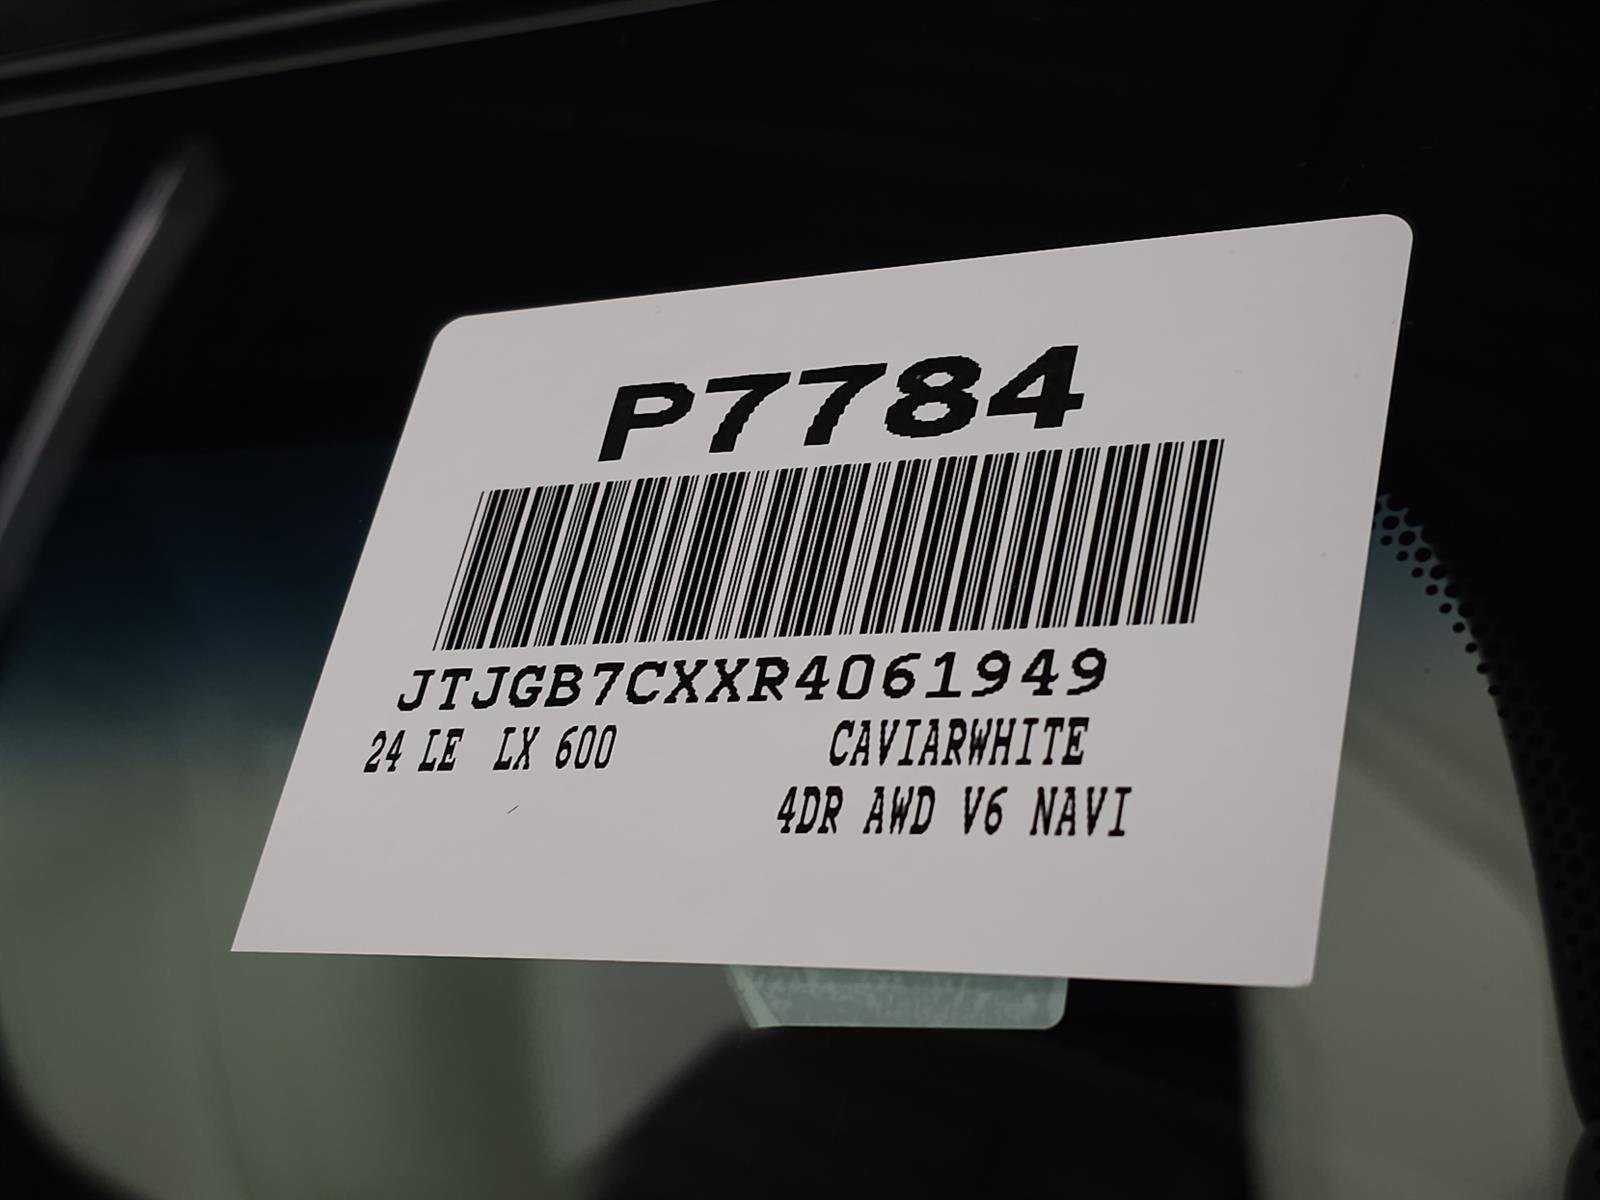 P7784
JTJGB7CXXR4061949
24 LE LX 600
CAVIARWHITE
4DR AWD V6 NAVI